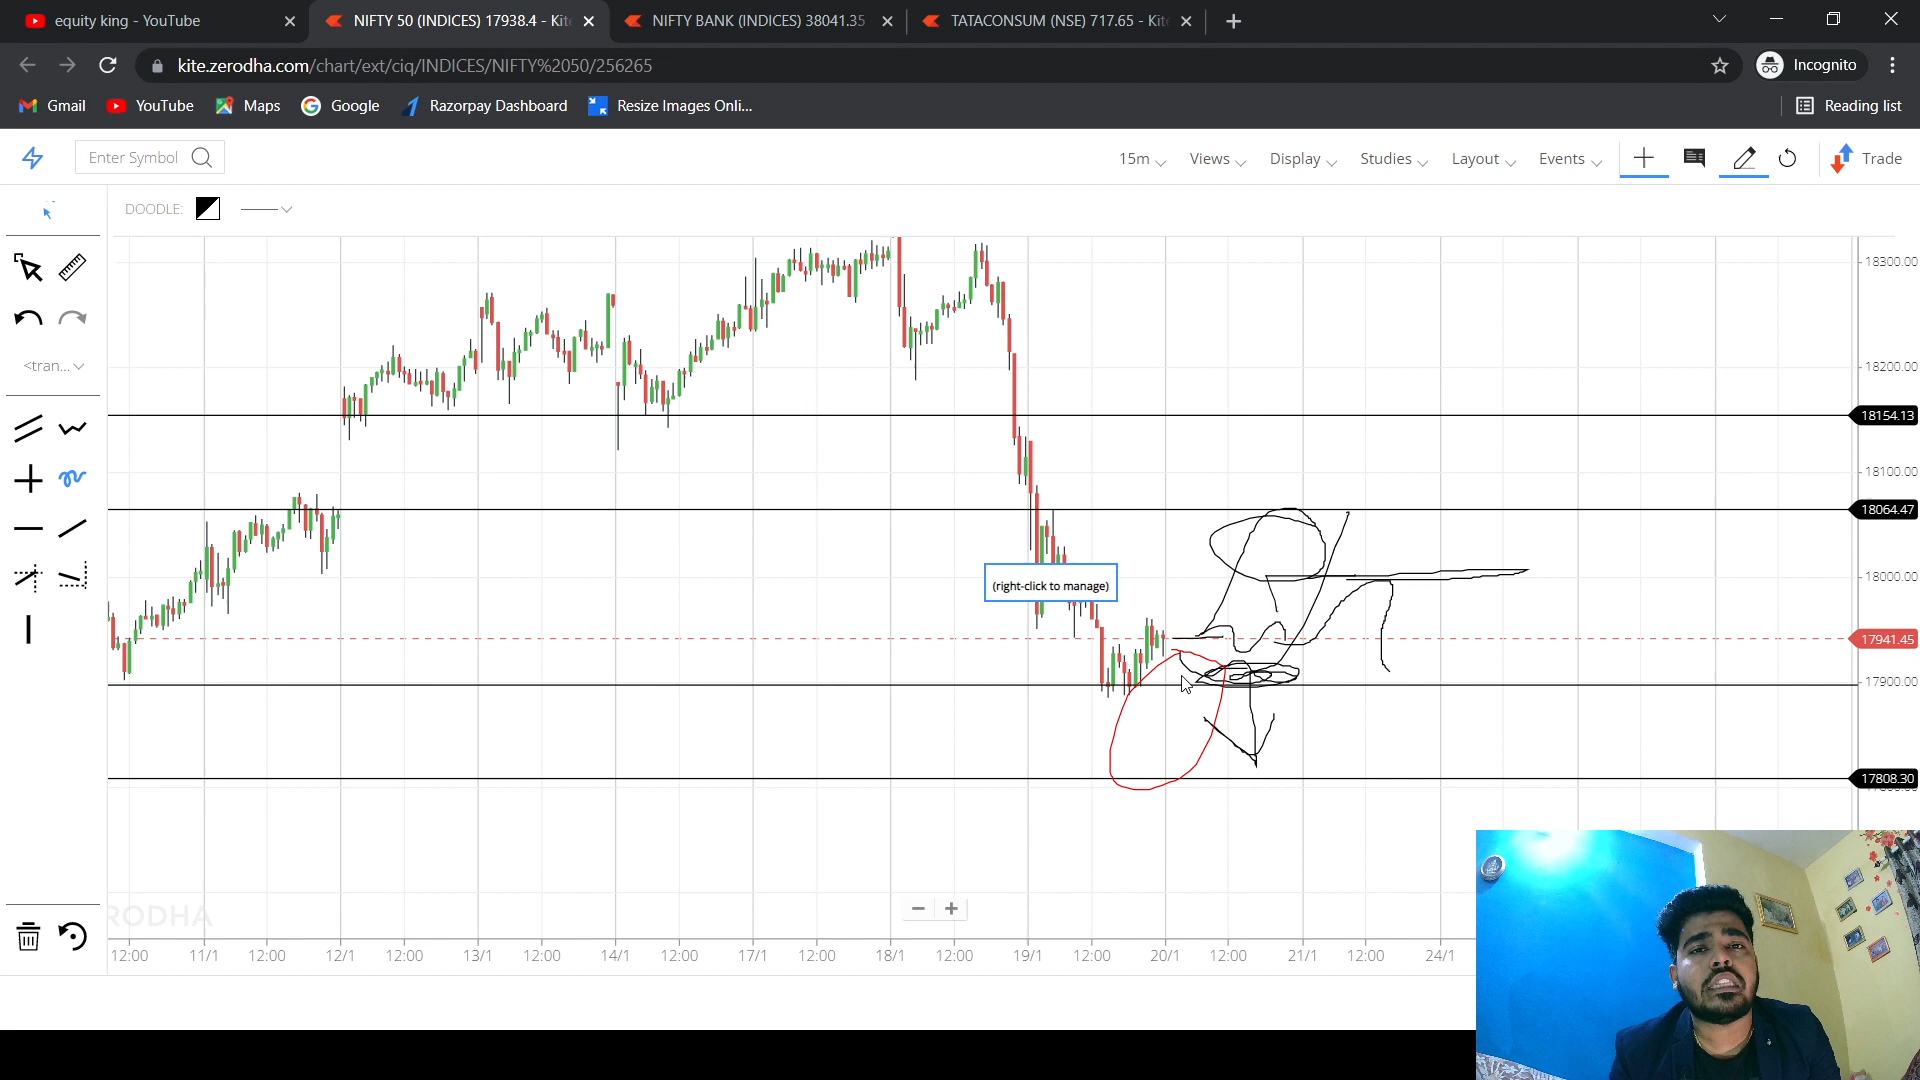 equity king - YouTube
NIFTY 50 (INDICES) 17938.4 - Kit
NIFTY BANK (INDICES) 38041.35
TATACONSUM (NSE) 717.65 - Kit
kite.zerodha.com/chart/ext/ciq/INDICES/NIFTY%2050/256265
Incognito
Gmail
YouTube
Maps
Google
Razorpay Dashboard
Resize Images Onli...
Reading list
Enter Symbol
15m
Views
Display
Studies
Layout
Events
Trade
DOODLE:
<tran...
18300.00
18200.00
18154.13
18100.00
18064.47
(right-click to manage)
18000.00
17941.45
17900.00
17808.30
RODHA
12:00
11/1
12:00
12/1
12:00
13/1
12:00
14/1
12:00
17/1
12:00
18/1
12:00
19/1
12:00
20/1
12:00
21/1
12:00
24/1